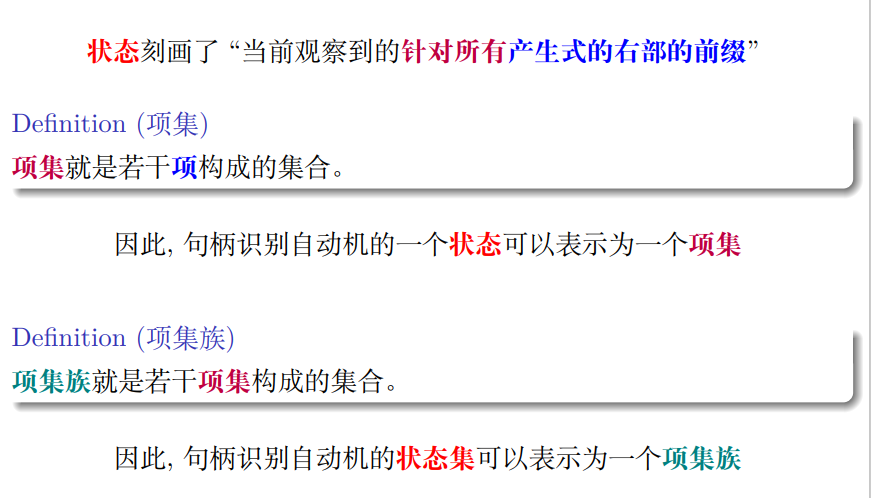 状态刻画了 “当前观察到的针对所有产生式的右部的前缀”
Definition (项集)
项集就是若干项构成的集合。
因此, 句柄识别自动机的一个状态可以表示为一个项集
Definition (项集族)
项集族就是若干项集构成的集合。
因此, 句柄识别自动机的状态集可以表示为一个项集族